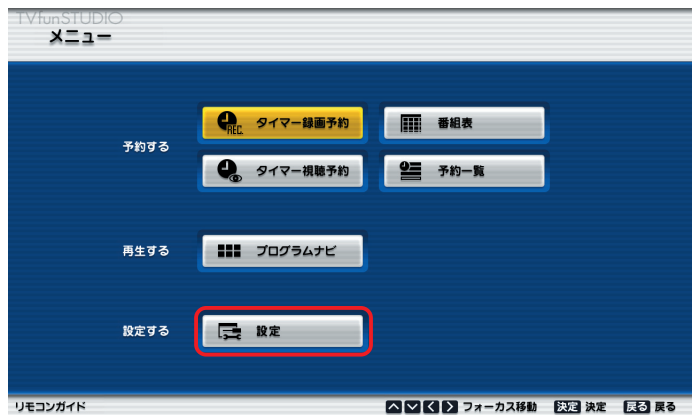 TVfunSTUDIO
メニュー
予約する
REC.
タイマー録画予約
番組表
タイマー視聴予約
予約一覧
再生する
プログラムナビ
設定する
設定
リモコンガイド
フォーカス移動 決定 決定 戻る 戻る